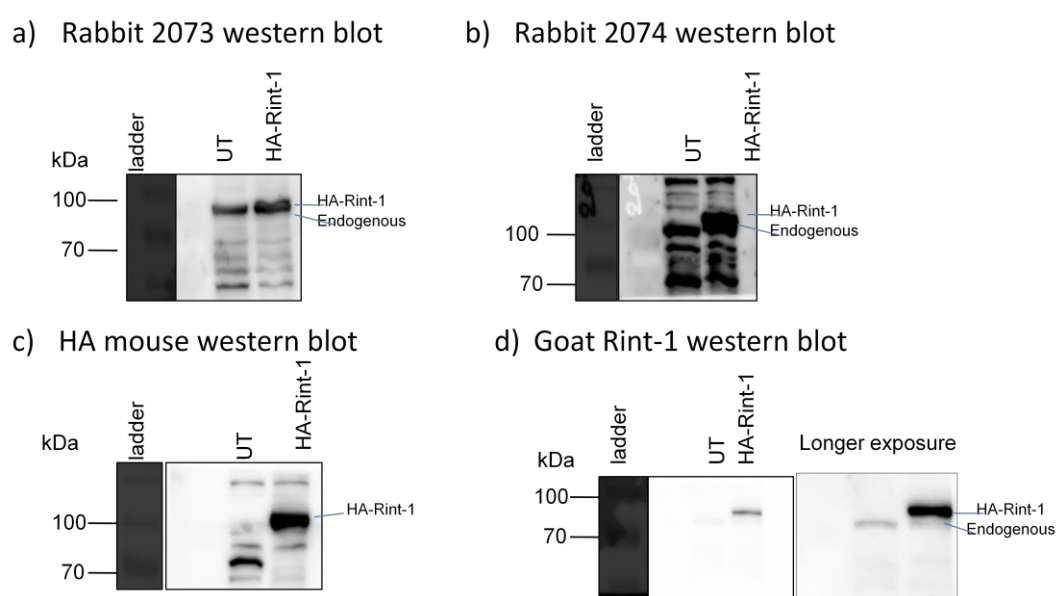 a) Rabbit 2073 western blot
kDa
ladder
UT
HA-Rint-1
100
70
HA-Rint-1
Endogenous
b) Rabbit 2074 western blot
ladder
UT
HA-Rint-1
100
70
HA-Rint-1
Endogenous
c) HA mouse western blot
kDa
ladder
UT
HA-Rint-1
100
70
HA-Rint-1
d) Goat Rint-1 western blot
kDa
ladder
UT
HA-Rint-1
Longer exposure
100
70
HA-Rint-1
Endogenous